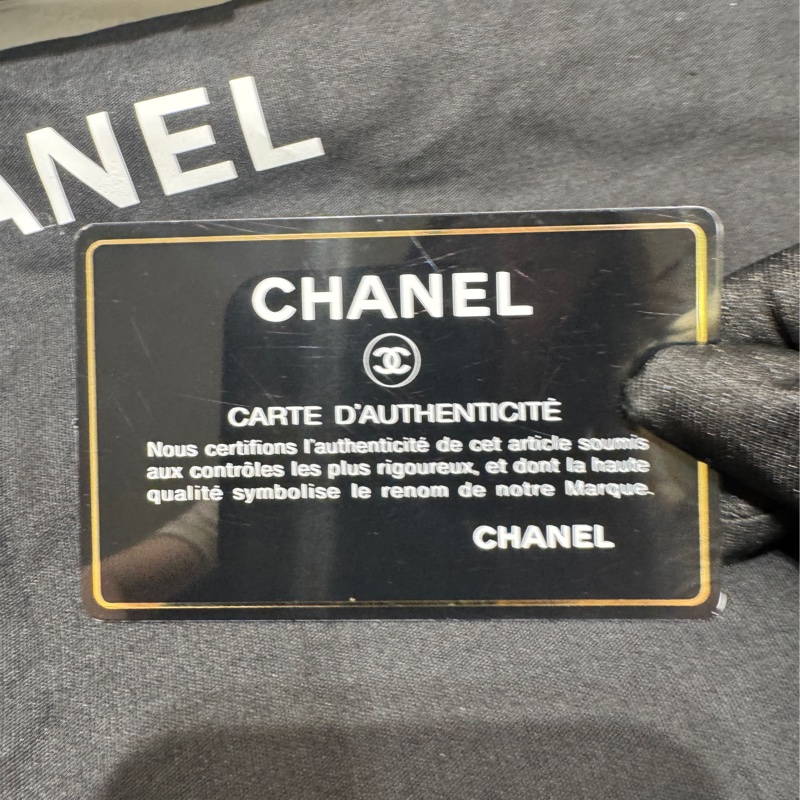 ANEL
CHANEL
CARTE D'AUTHENTICITÉ
Nous certifions l'authenticité de cet article soumis
aux contrôles les plus rigoureux, et dont la haute
qualité symbolise le renom de notre Marque.
CHANEL